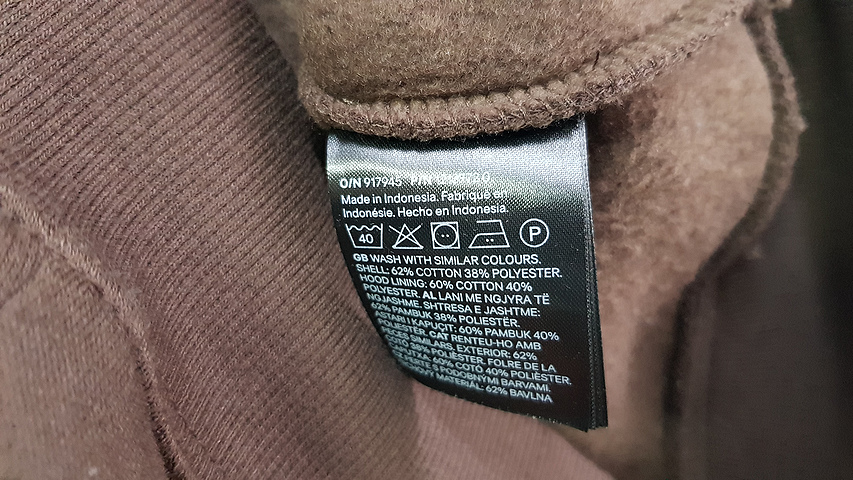 O/N 917945 P/N
Made in Indonesia. Fabriqué en
Indonésie. Hecho en Indonesia.
40 P
GB WASH WITH SIMILAR COLOURS.
SHELL: 62% COTTON 38% POLYESTER.
HOOD LINING: 60% COTTON 40%
POLYESTER. AL LANI ME NGJYRA TË
NGJASHME. SHTRESA E JASHTME:
62% PAMBUK 38% POLIESTËR.
ASTARI I KAPUÇIT: 60% PAMBUK 40%
POLIESTËR. CAT RENTEU-HO AMB
PECES SIMILARS. EXTERIOR: 62%
COTÓ 38% POLIÈSTER. FOLRE DE LA
CAPUTXA: 60% COTÓ 40% POLIÈSTER.
S PODOBNÝMI BARVAMI.
MATERIÁL: 62% BAVLNA